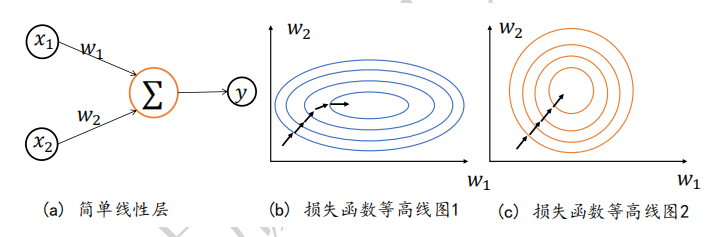 x₁
w₁
Σ
y
w₂
x₂
w₂
w₁
w₂
w₁
(a) 简单线性层
(b) 损失函数等高线图1
(c) 损失函数等高线图2